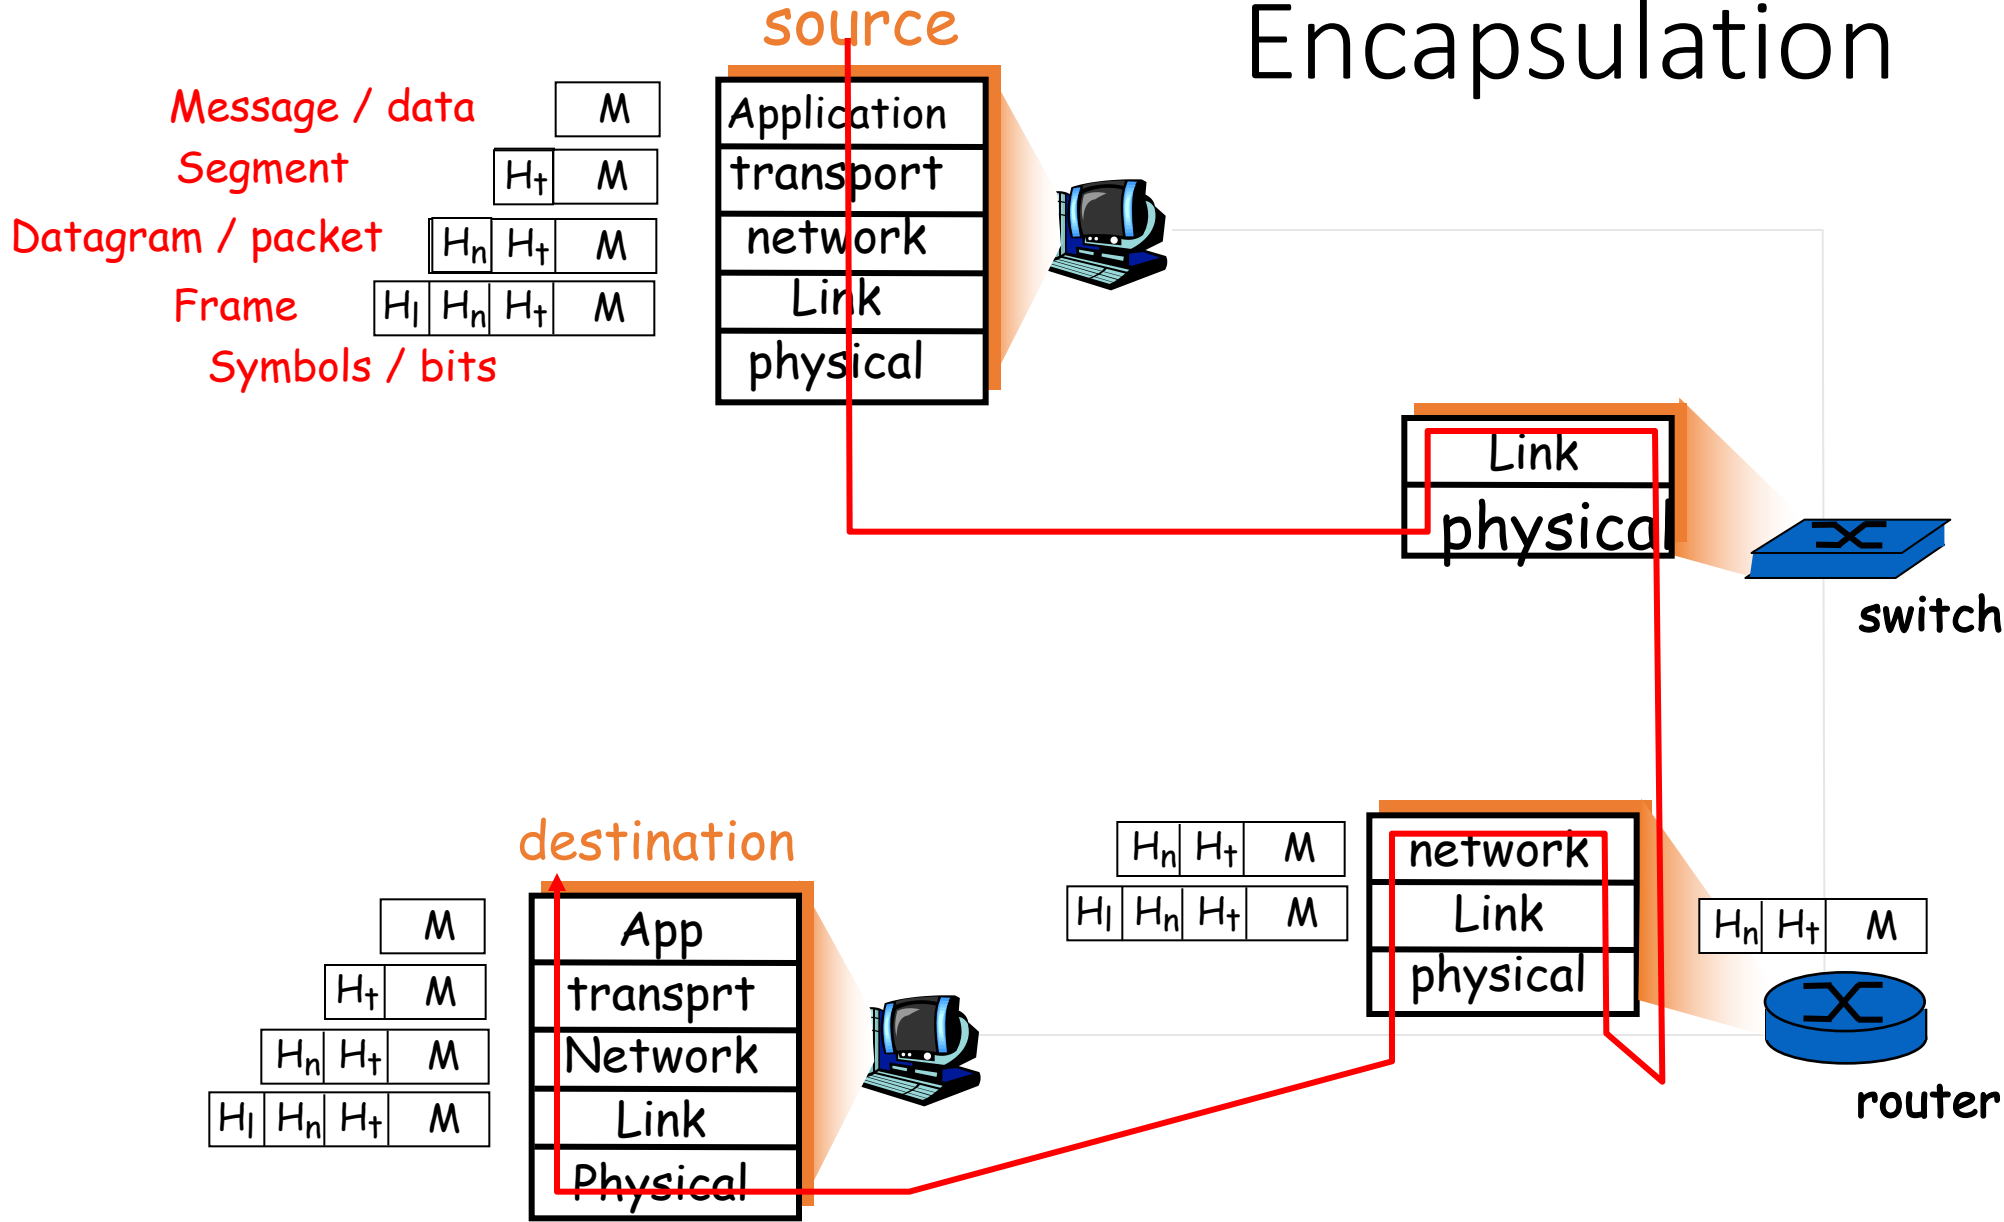 Encapsulation
source
Message / data
M
Application
Segment
Ht M
transport
Datagram / packet
Hn Ht M
network
Frame
Hl Hn Ht M
Link
Symbols / bits
physical
Link
physical
switch
destination
Hn Ht M
network
Hl Hn Ht M
Link
Hn Ht M
physical
router
M
App
Ht M
transprt
Hn Ht M
Network
Hl Hn Ht M
Link
Physical